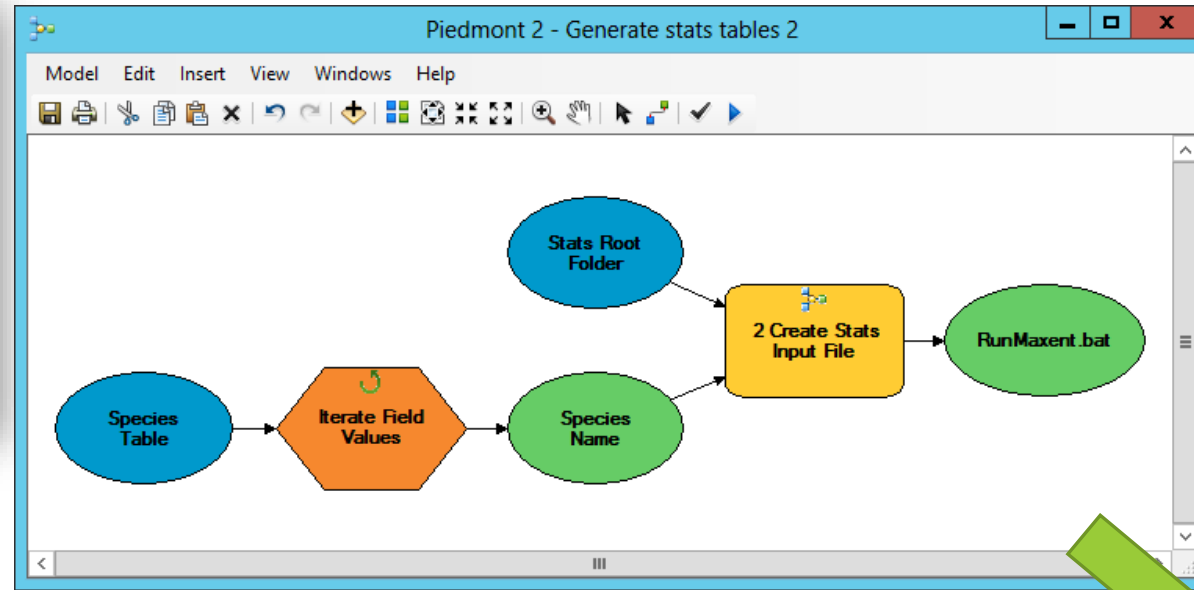 Piedmont 2 - Generate stats tables 2
Model Edit Insert View Windows Help
Stats Root
Folder
2 Create Stats
Input File
RunMaxent.bat
Species
Table
Iterate Field
Values
Species
Name